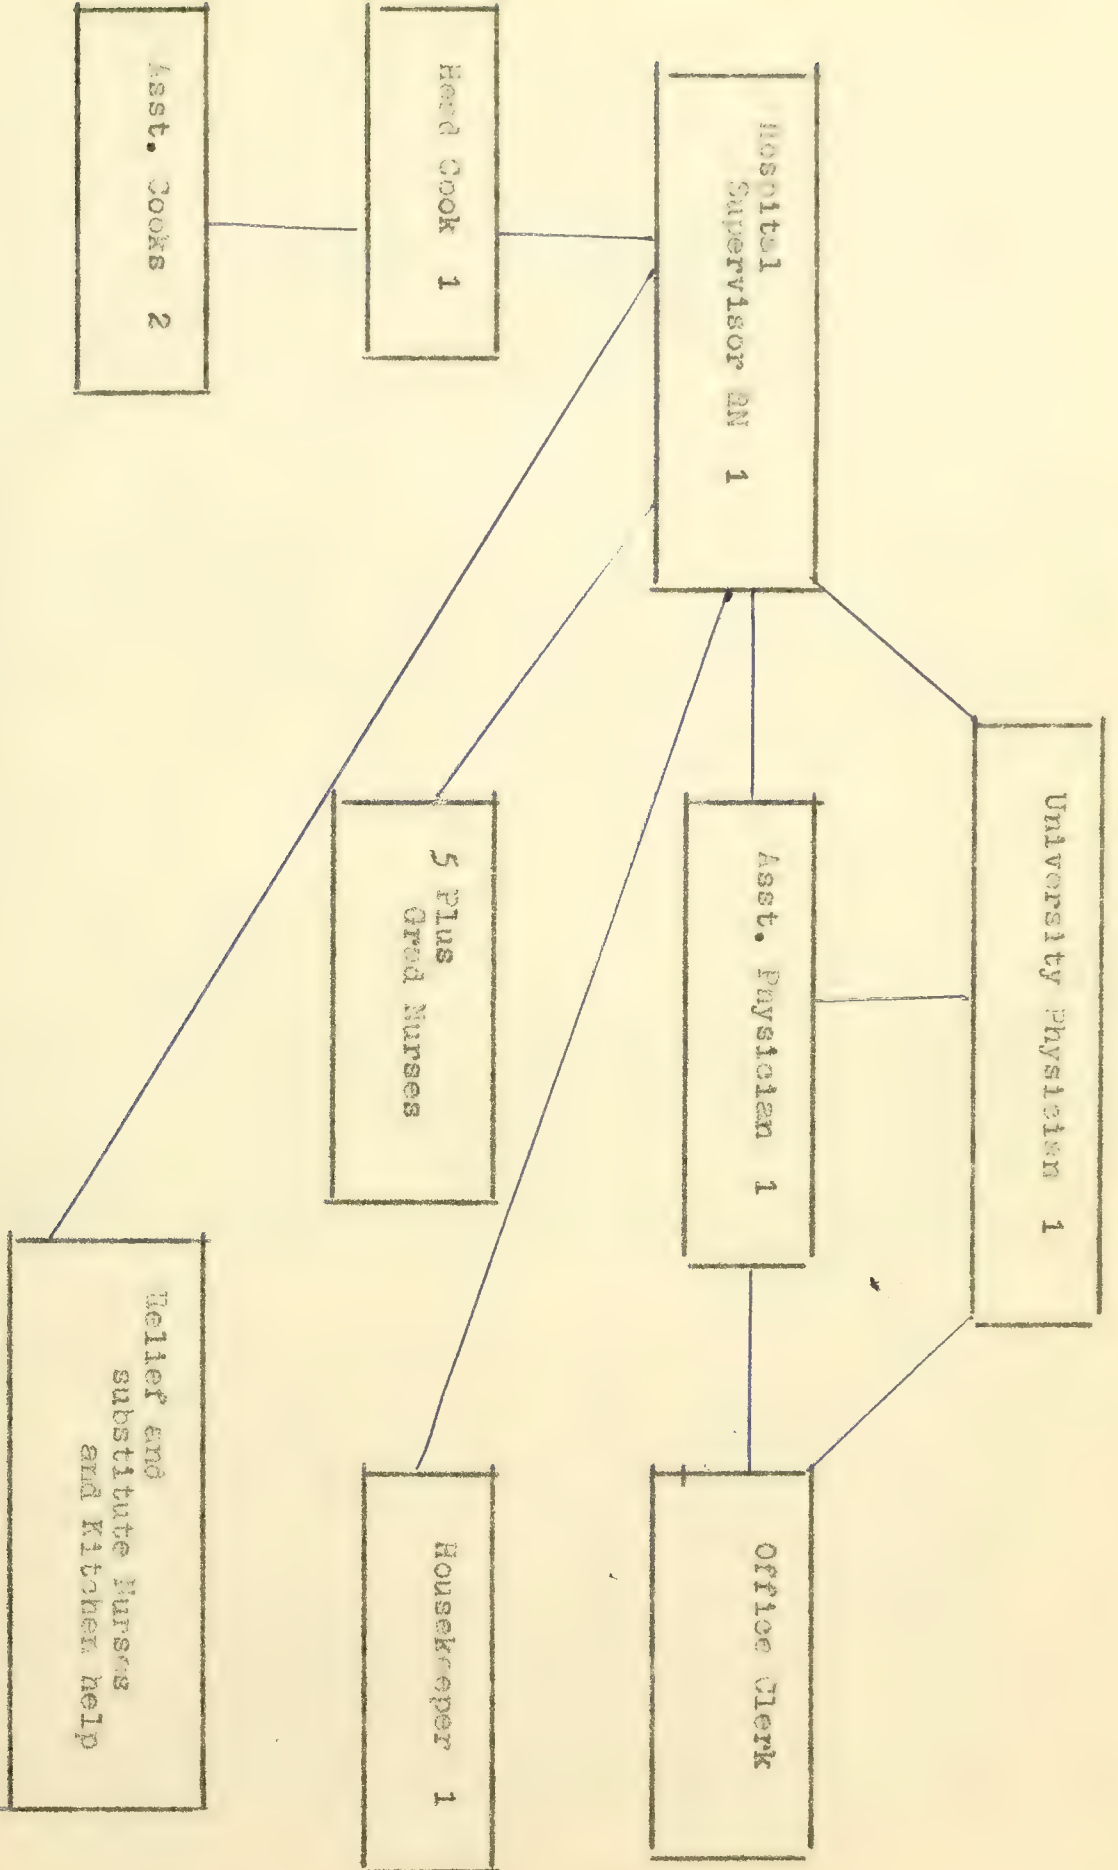 University Physician 1
Hospital
Supervisor RN 1
Asst. Physician 1
Office Clerk
Head Cook 1
5 Plus
Grad Nurses
Housekeeper 1
Asst. Cooks 2
Relief and
substitute Nurses
and Kitchen help